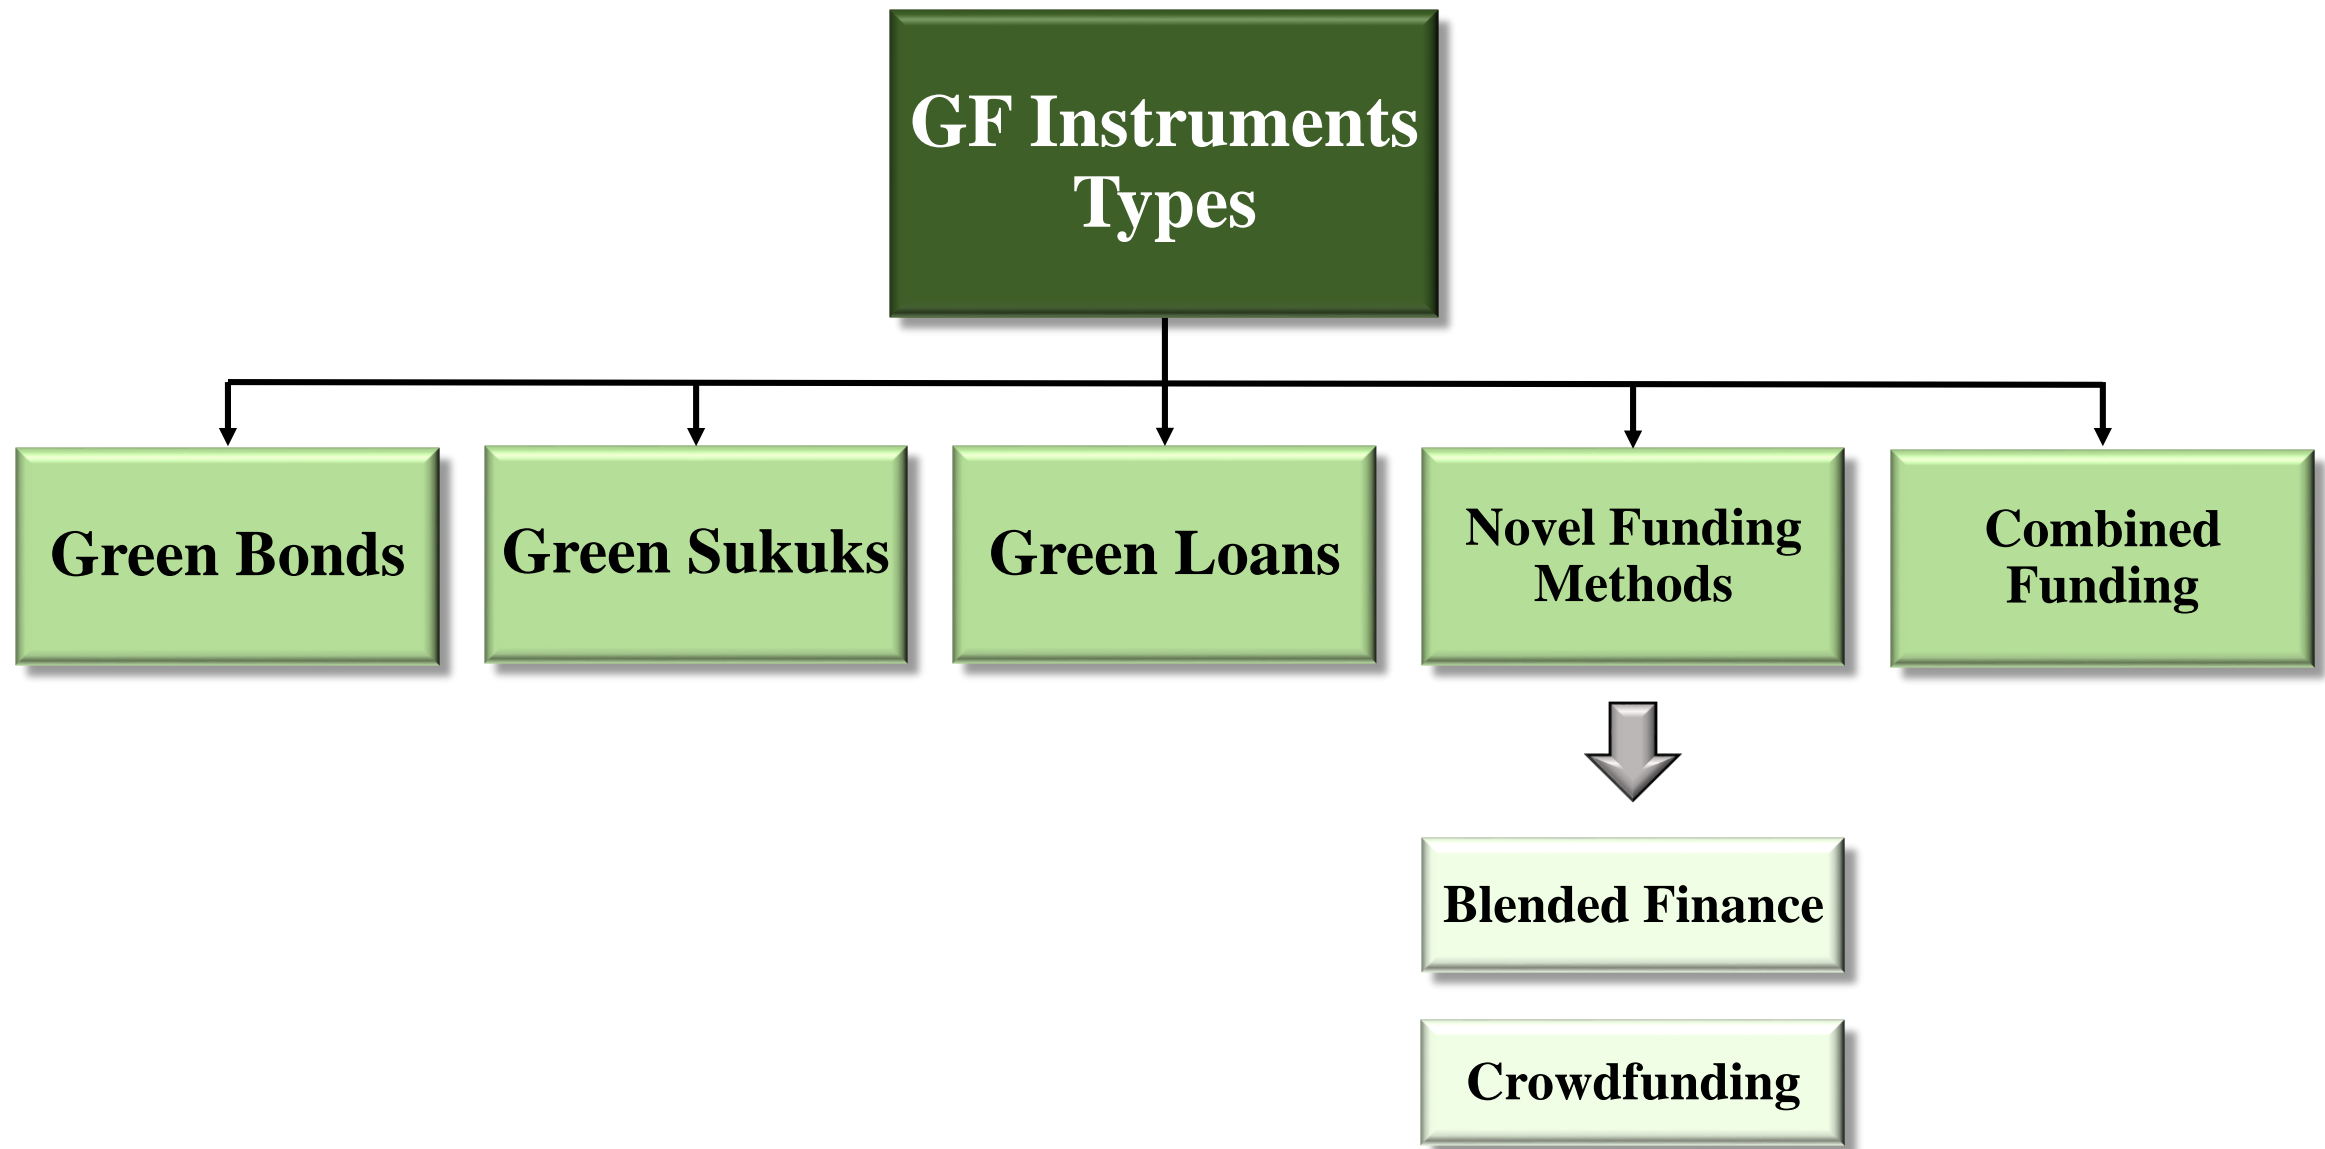 GF Instruments
Types
Green Bonds
Green Sukuks
Green Loans
Novel Funding
Methods
Combined
Funding
Blended Finance
Crowdfunding